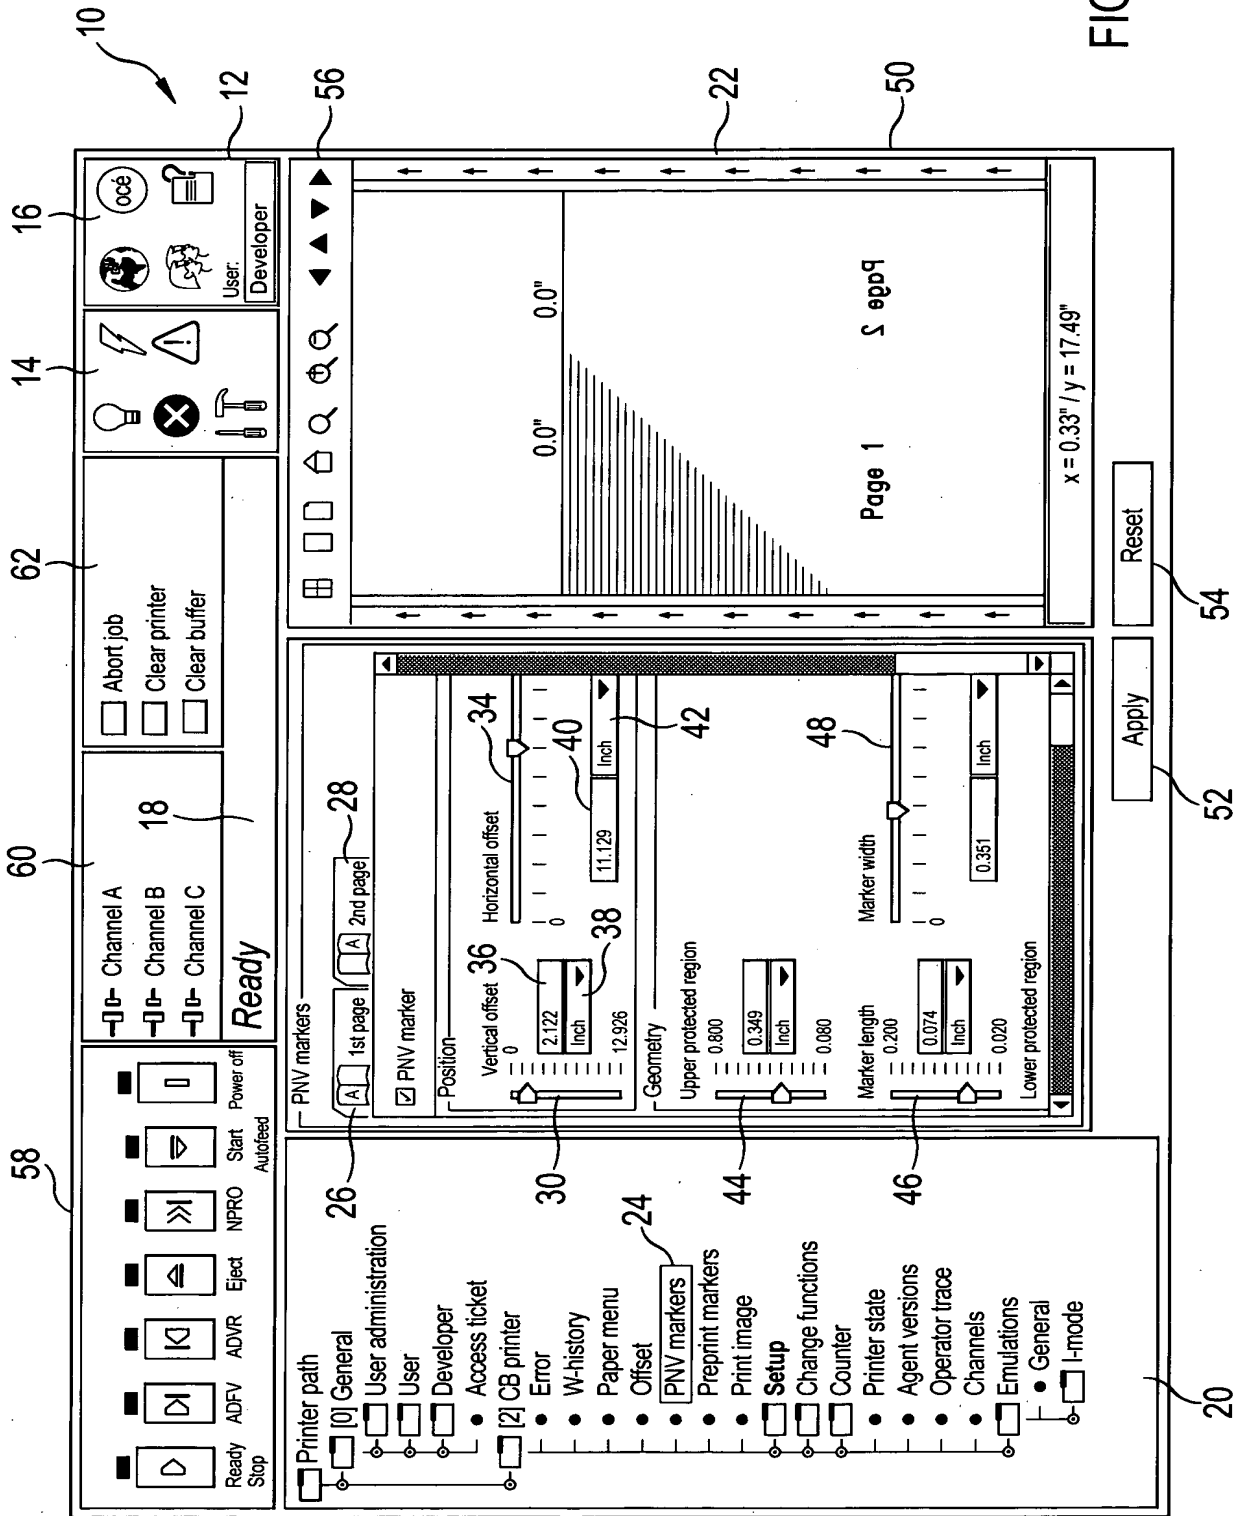 FIG
10
58
60
62
14
16
12
56
Ready
Stop
ADFV
ADVR
Eject
NPRO
Start
Autofeed
Power off
Channel A
Channel B
Channel C
18
Ready
Abort job
Clear printer
Clear buffer
océ
User:
Developer
Printer path
[0] General
User administration
User
Developer
Access ticket
[2] CB printer
Error
W-history
Paper menu
Offset
PNV markers
24
Preprint markers
Print image
Setup
Change functions
Counter
Printer state
Agent versions
Operator trace
Channels
Emulations
General
I-mode
20
PNV markers
26
A 1st page
A 2nd page
28
PNV marker
Position
Vertical offset
0
2.122
Inch
12.926
30
36
38
Horizontal offset
34
0
11.129
Inch
40
42
Geometry
Upper protected region
0.800
0.349
Inch
0.080
44
Marker length
0.200
0.074
Inch
0.020
46
Marker width
48
0
0.351
Inch
Lower protected region
0.0"
0.0"
Page 1
Page 2
x = 0.33" / y = 17.49"
22
50
Apply
52
Reset
54